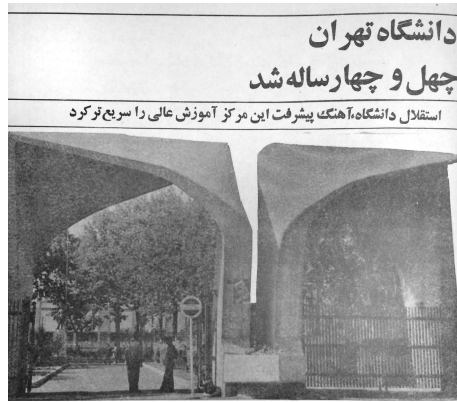 دانشگاه تهران
چهل و چهار ساله شد
استقلال دانشگاه، آهنگ پیشرفت این مرکز آموزش عالی را سریع‌تر کرد